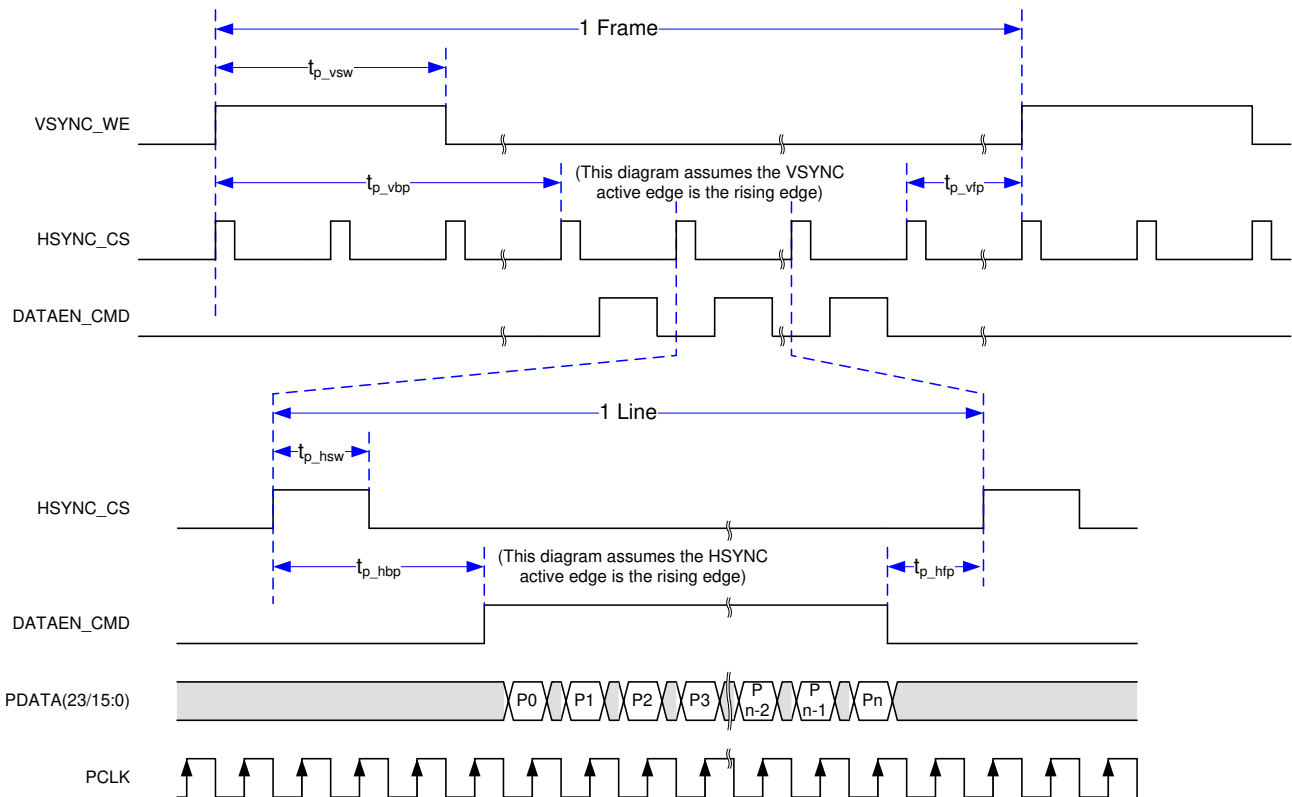 1 Frame
tp_vsw
VSYNC_WE
tp_vbp
(This diagram assumes the VSYNC
active edge is the rising edge)
tp_vfp
HSYNC_CS
DATAEN_CMD
1 Line
tp_hsw
HSYNC_CS
tp_hbp
(This diagram assumes the HSYNC
active edge is the rising edge)
tp_hfp
DATAEN_CMD
PDATA(23/15:0)
P0
P1
P2
P3
P
n-2
P
n-1
Pn
PCLK